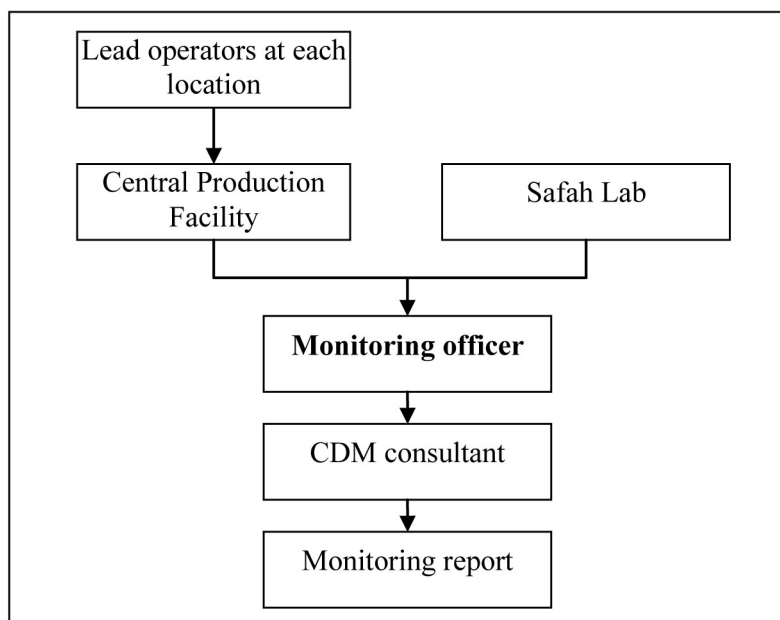 Lead operators at each
location
Central Production
Facility
Safah Lab
Monitoring officer
CDM consultant
Monitoring report